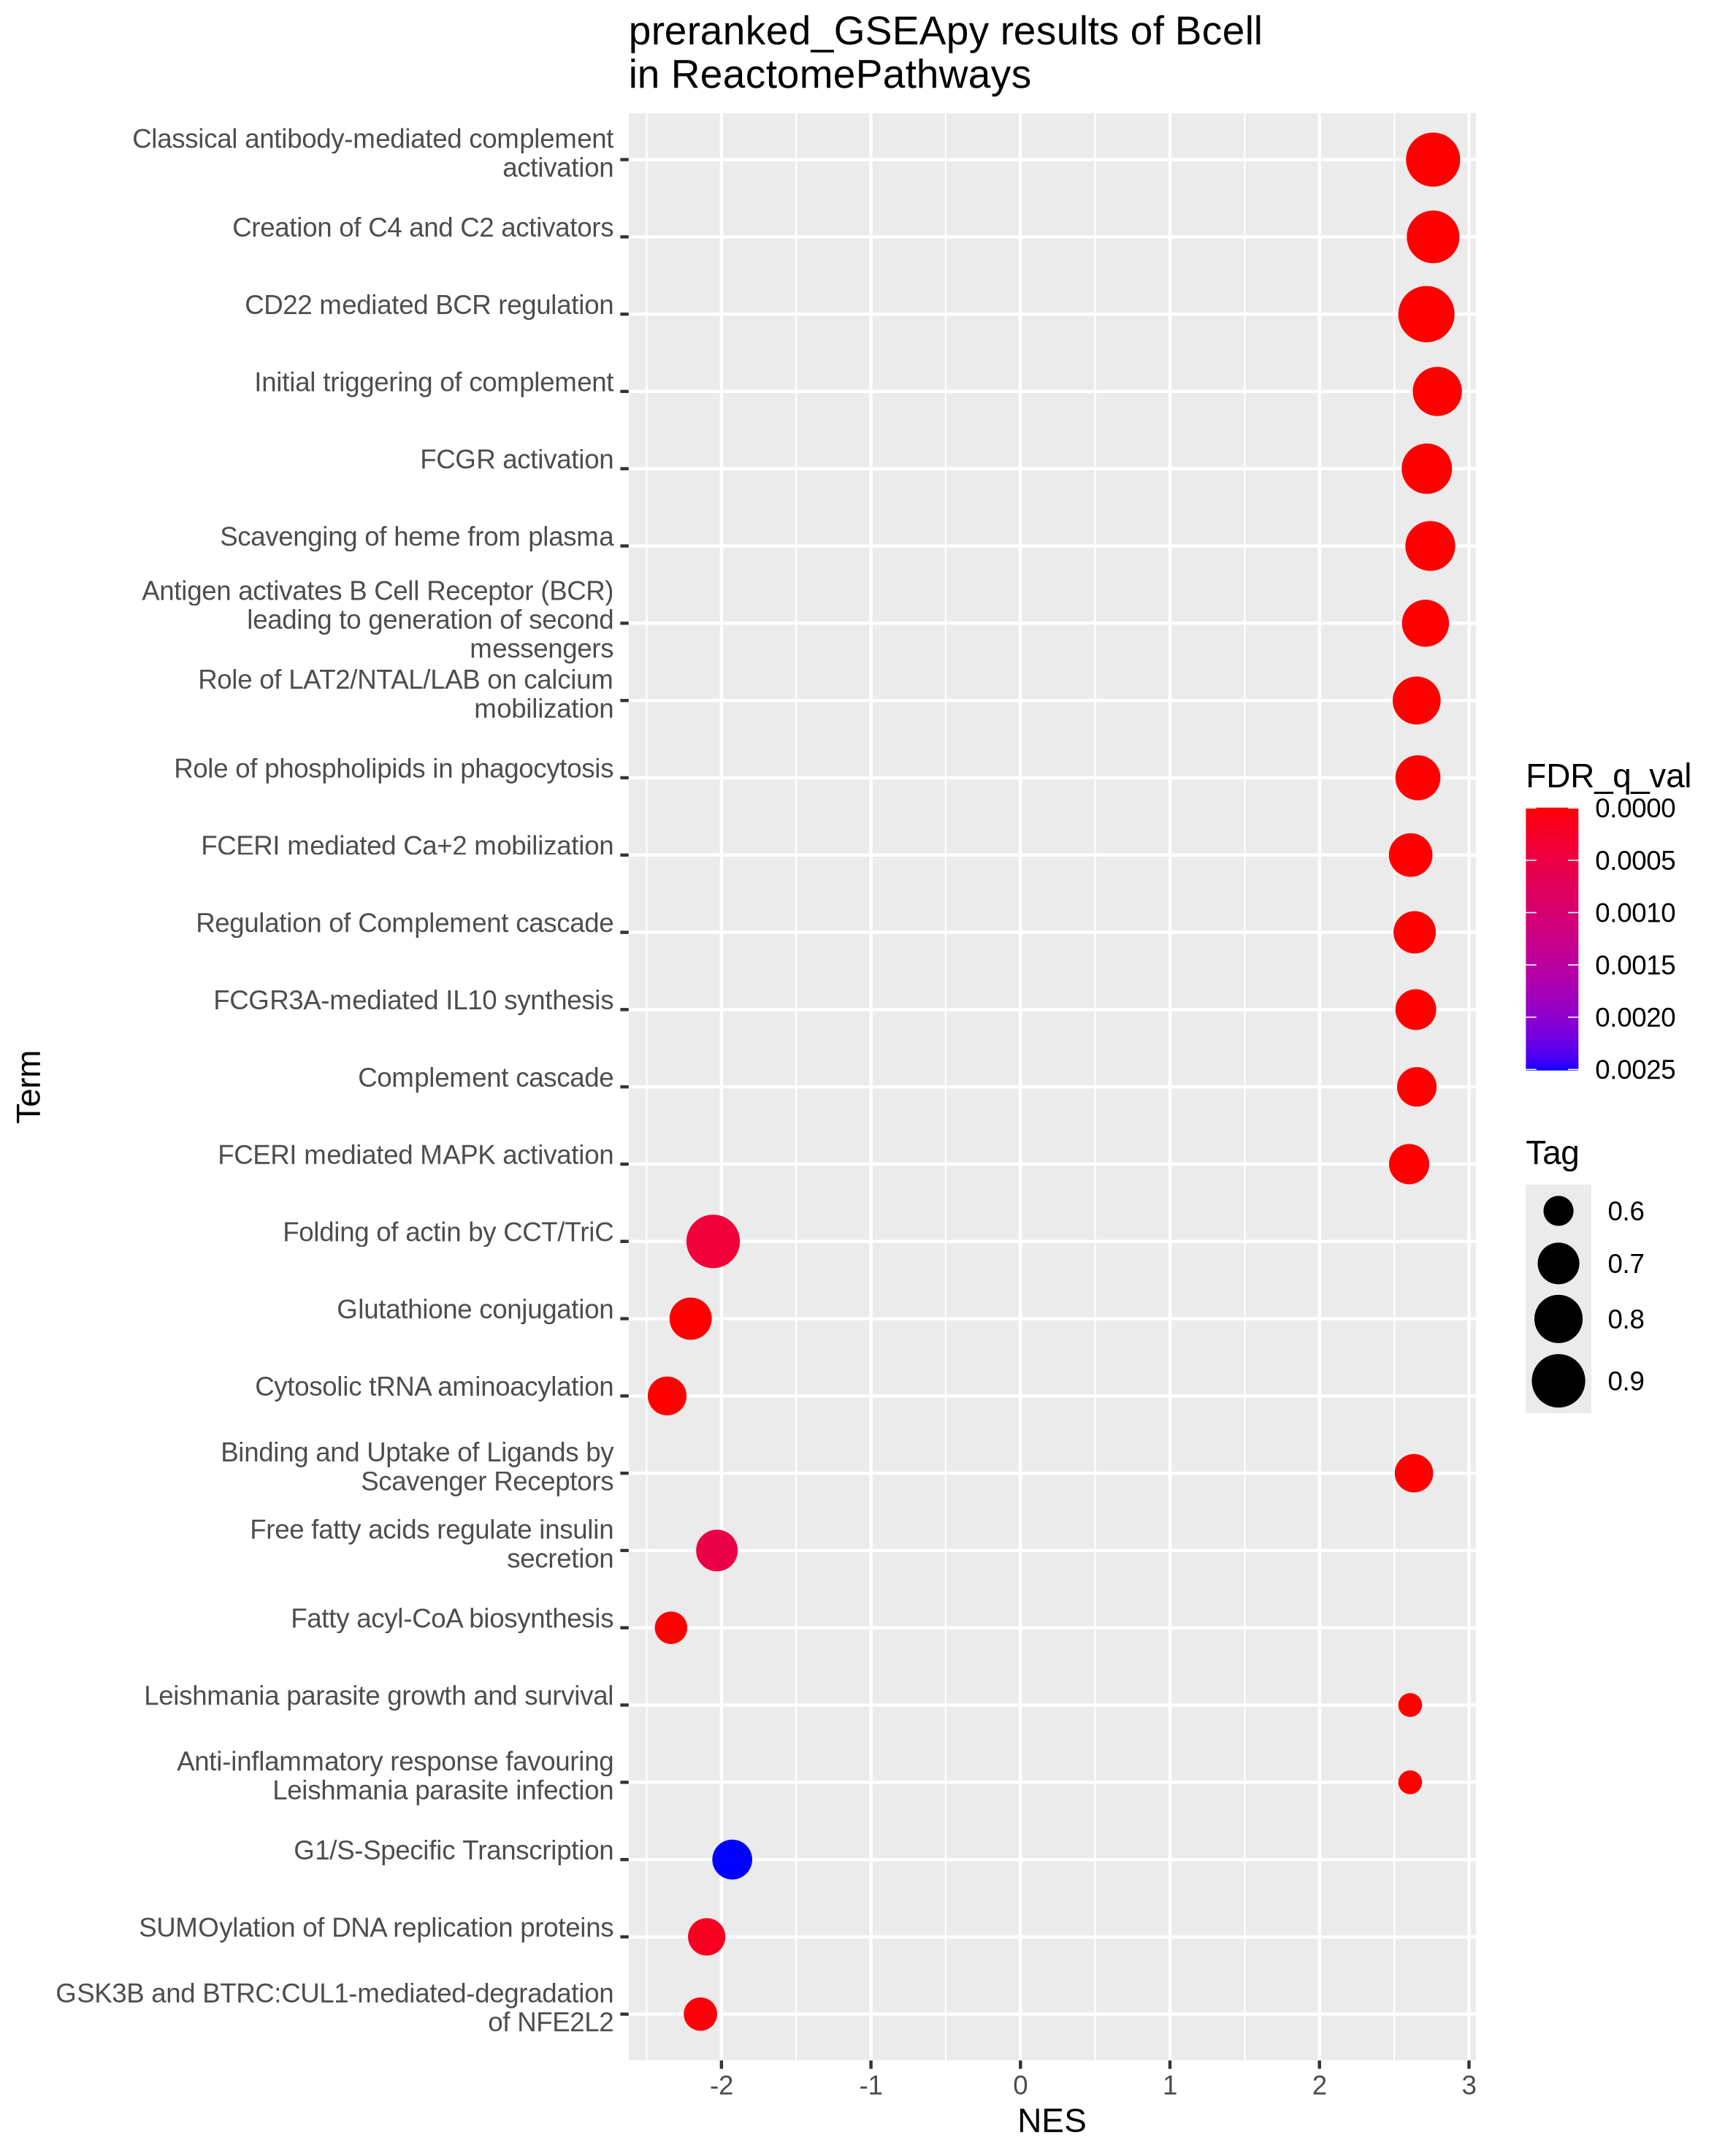 preranked_GSEApy results of Bcell
in ReactomePathways
Classical antibody-mediated complement
activation
Creation of C4 and C2 activators
CD22 mediated BCR regulation
Initial triggering of complement
FCGR activation
Scavenging of heme from plasma
Antigen activates B Cell Receptor (BCR)
leading to generation of second
messengers
Role of LAT2/NTAL/LAB on calcium
mobilization
Role of phospholipids in phagocytosis
FCERI mediated Ca+2 mobilization
Regulation of Complement cascade
FCGR3A-mediated IL10 synthesis
Complement cascade
FCERI mediated MAPK activation
Folding of actin by CCT/TriC
Glutathione conjugation
Cytosolic tRNA aminoacylation
Binding and Uptake of Ligands by
Scavenger Receptors
Free fatty acids regulate insulin
secretion
Fatty acyl-CoA biosynthesis
Leishmania parasite growth and survival
Anti-inflammatory response favouring
Leishmania parasite infection
G1/S-Specific Transcription
SUMOylation of DNA replication proteins
GSK3B and BTRC:CUL1-mediated-degradation
of NFE2L2
Term
-2 -1 0 1 2 3
NES
FDR_q_val
0.0000
0.0005
0.0010
0.0015
0.0020
0.0025
Tag
0.6
0.7
0.8
0.9